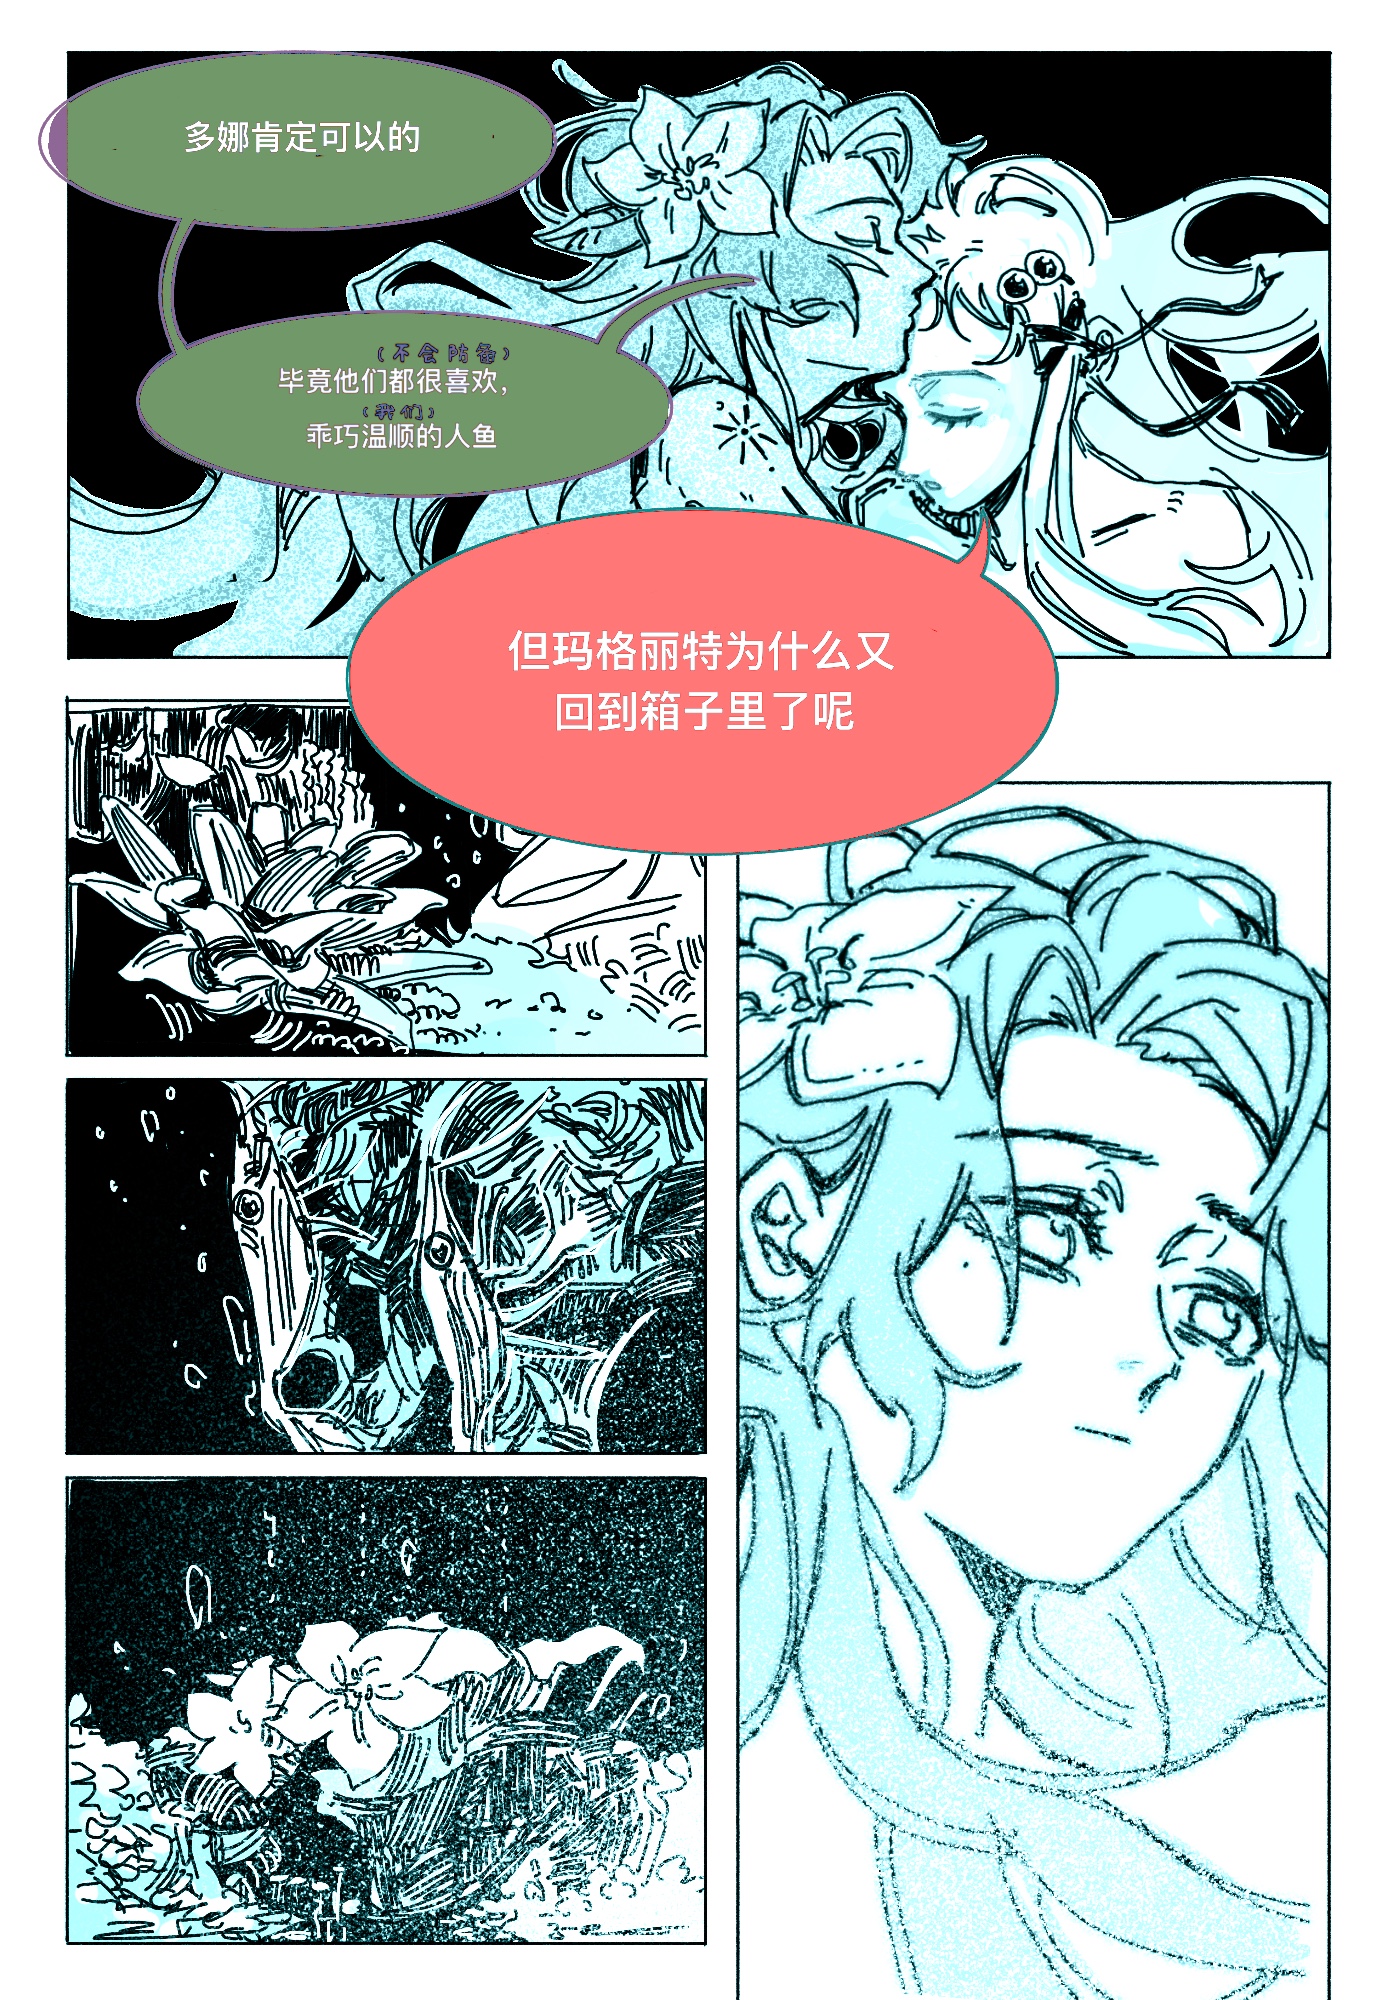 多娜肯定可以的
(不会防备)
毕竟他们都很喜欢,
(我们)
乖巧温顺的人鱼
但玛格丽特为什么又
回到箱子里了呢